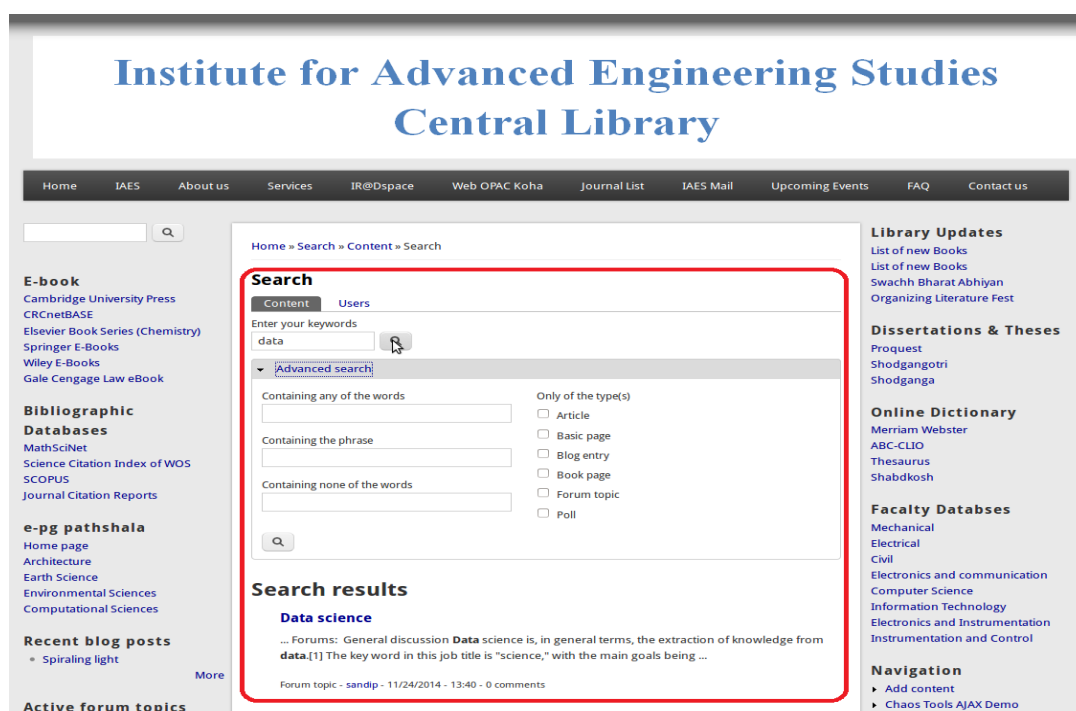 Institute for Advanced Engineering Studies
Central Library
Home IAES About us Services IR@Dspace Web OPAC Koha Journal List IAES Mail Upcoming Events FAQ Contact us
E-book
Cambridge University Press
CRCnetBASE
Elsevier Book Series (Chemistry)
Springer E-Books
Wiley E-Books
Gale Cengage Law eBook
Bibliographic
Databases
MathSciNet
Science Citation Index of WOS
SCOPUS
Journal Citation Reports
e-pg pathshala
Home page
Architecture
Earth Science
Environmental Sciences
Computational Sciences
Recent blog posts
Spiraling light
More
Active forum topics
Home » Search » Content » Search
Search
Content Users
Enter your keywords
data
Advanced search
Containing any of the words
Containing the phrase
Containing none of the words
Only of the type(s)
Article
Basic page
Blog entry
Book page
Forum topic
Poll
Search results
Data science
... Forums: General discussion Data science is, in general terms, the extraction of knowledge from
data.[1] The key word in this job title is "science," with the main goals being ...
Forum topic - sandip - 11/24/2014 - 13:40 - 0 comments
Library Updates
List of new Books
List of new Books
Swachh Bharat Abhiyan
Organizing Literature Fest
Dissertations & Theses
Proquest
Shodgangotri
Shodganga
Online Dictionary
Merriam Webster
ABC-CLIO
Thesaurus
Shabdkosh
Facalty Databses
Mechanical
Electrical
Civil
Electronics and communication
Computer Science
Information Technology
Electronics and Instrumentation
Instrumentation and Control
Navigation
Add content
Chaos Tools AJAX Demo